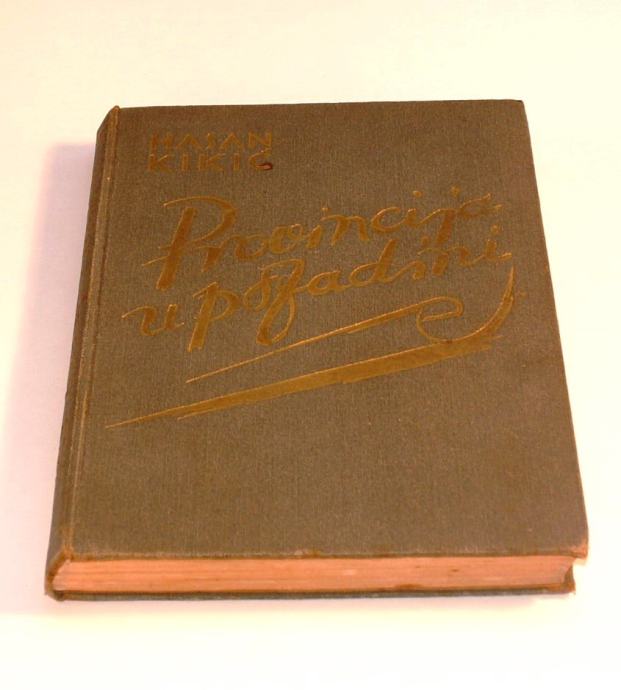 HASAN
KIKIĆ
Provincija
u pozadini